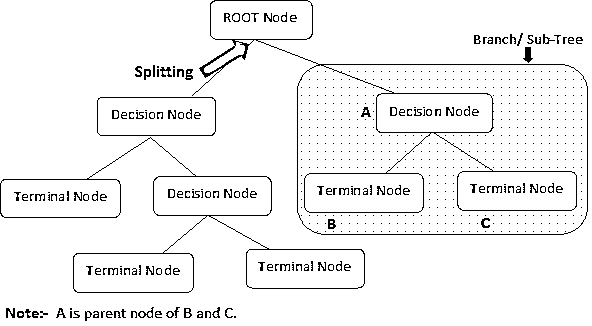 ROOT Node
Branch/ Sub-Tree
Splitting
Decision Node
A
Decision Node
Terminal Node
Decision Node
Terminal Node
Terminal Node
B
C
Terminal Node
Terminal Node
Note:- A is parent node of B and C.